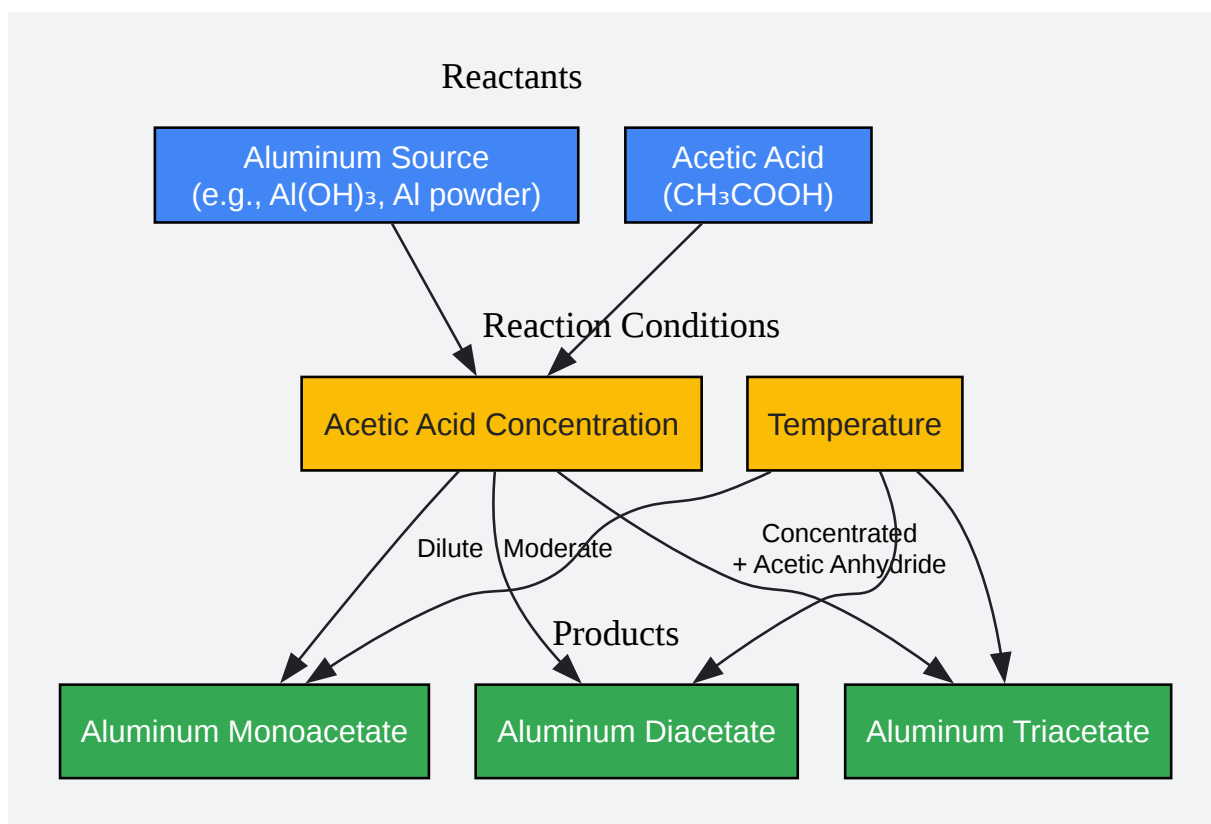 Reactants
Aluminum Source
(e.g., Al(OH)₃, Al powder)
Acetic Acid
(CH₃COOH)
Reaction Conditions
Acetic Acid Concentration
Temperature
Dilute
Moderate
Concentrated
+ Acetic Anhydride
Products
Aluminum Monoacetate
Aluminum Diacetate
Aluminum Triacetate